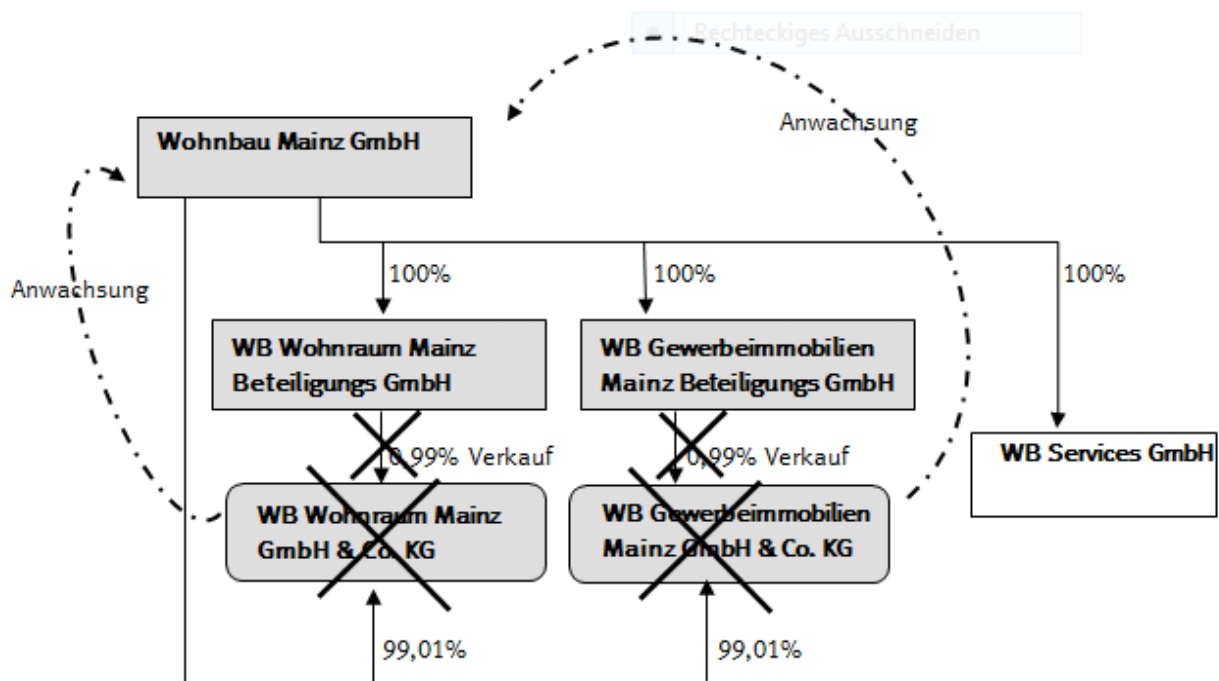 Rechteckiges Ausschneiden
Anwachsung
Wohnbau Mainz GmbH
Anwachsung
100%
100%
100%
WB Wohnraum Mainz
Beteiligungs GmbH
WB Gewerbeimmobilien
Mainz Beteiligungs GmbH
0,99% Verkauf
0,99% Verkauf
WB Services GmbH
WB Wohnraum Mainz
GmbH & Co. KG
WB Gewerbeimmobilien
Mainz GmbH & Co. KG
99,01%
99,01%